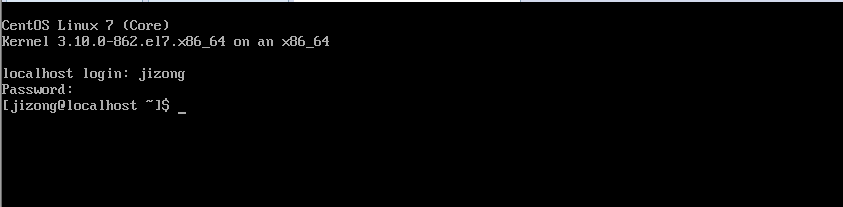 CentOS Linux 7 (Core)
Kernel 3.10.0-862.el7.x86_64 on an x86_64
localhost login: jizong
Password:
[jizong@localhost ~]$ _